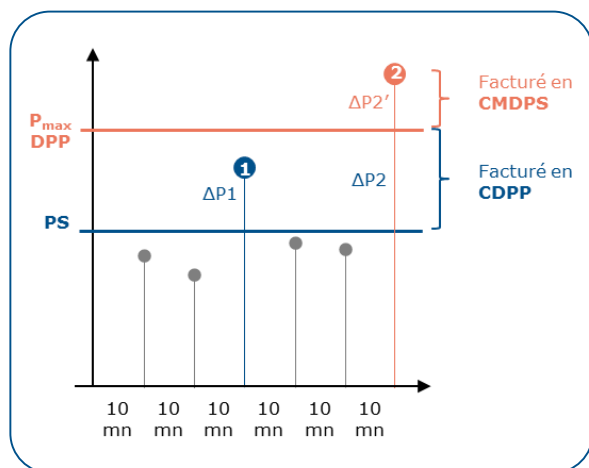 2
Facturé en
CMDPS
ΔP2'
Pmax
DPP
1
ΔP1
ΔP2
Facturé en
CDPP
PS
10 10 10 10 10 10
mn mn mn mn mn mn